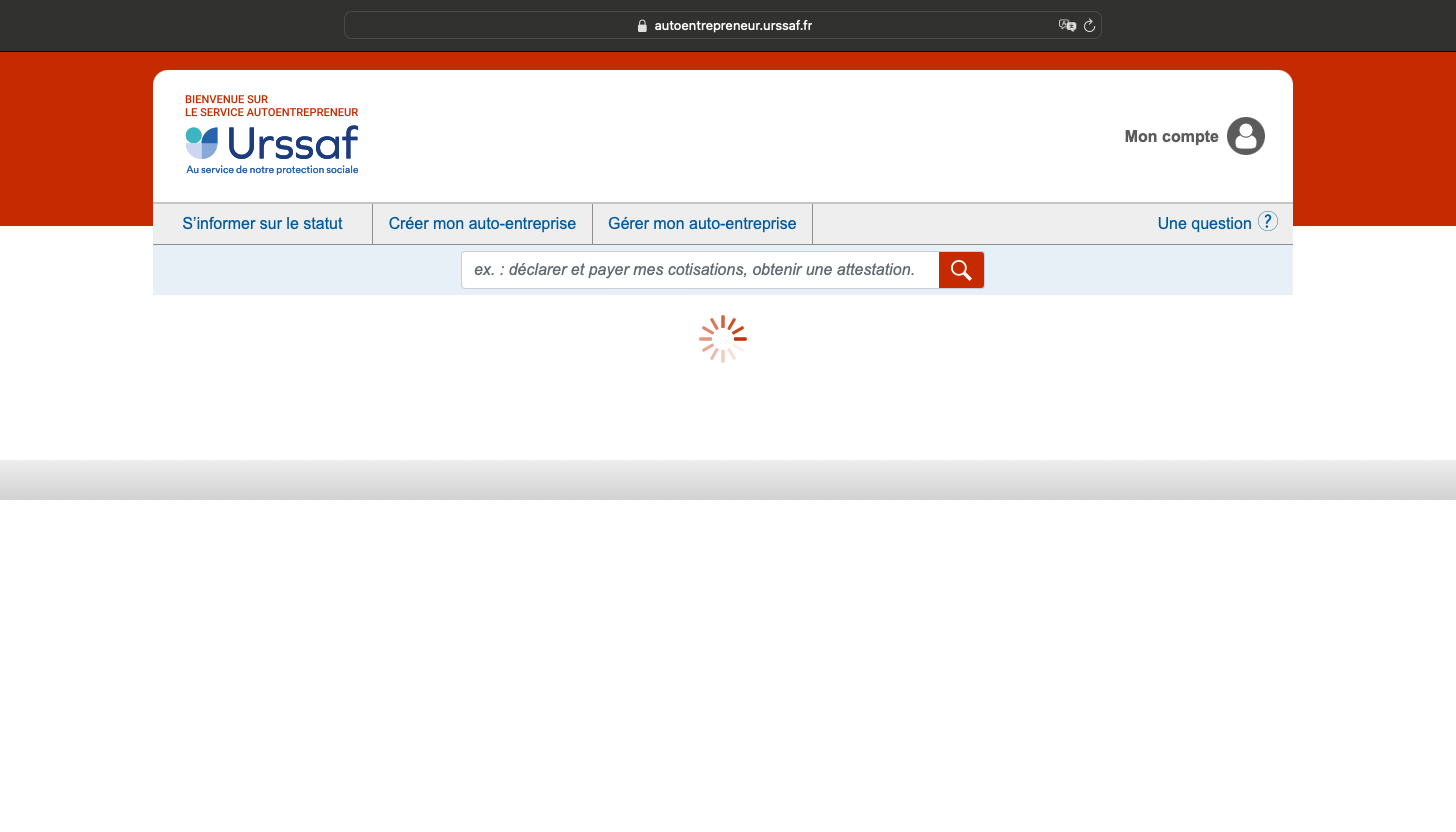 autoentrepreneur.urssaf.fr
BIENVENUE SUR
LE SERVICE AUTOENTREPRENEUR
Urssaf
Au service de notre protection sociale
Mon compte
S’informer sur le statut
Créer mon auto-entreprise
Gérer mon auto-entreprise
Une question ?
ex. : déclarer et payer mes cotisations, obtenir une attestation.